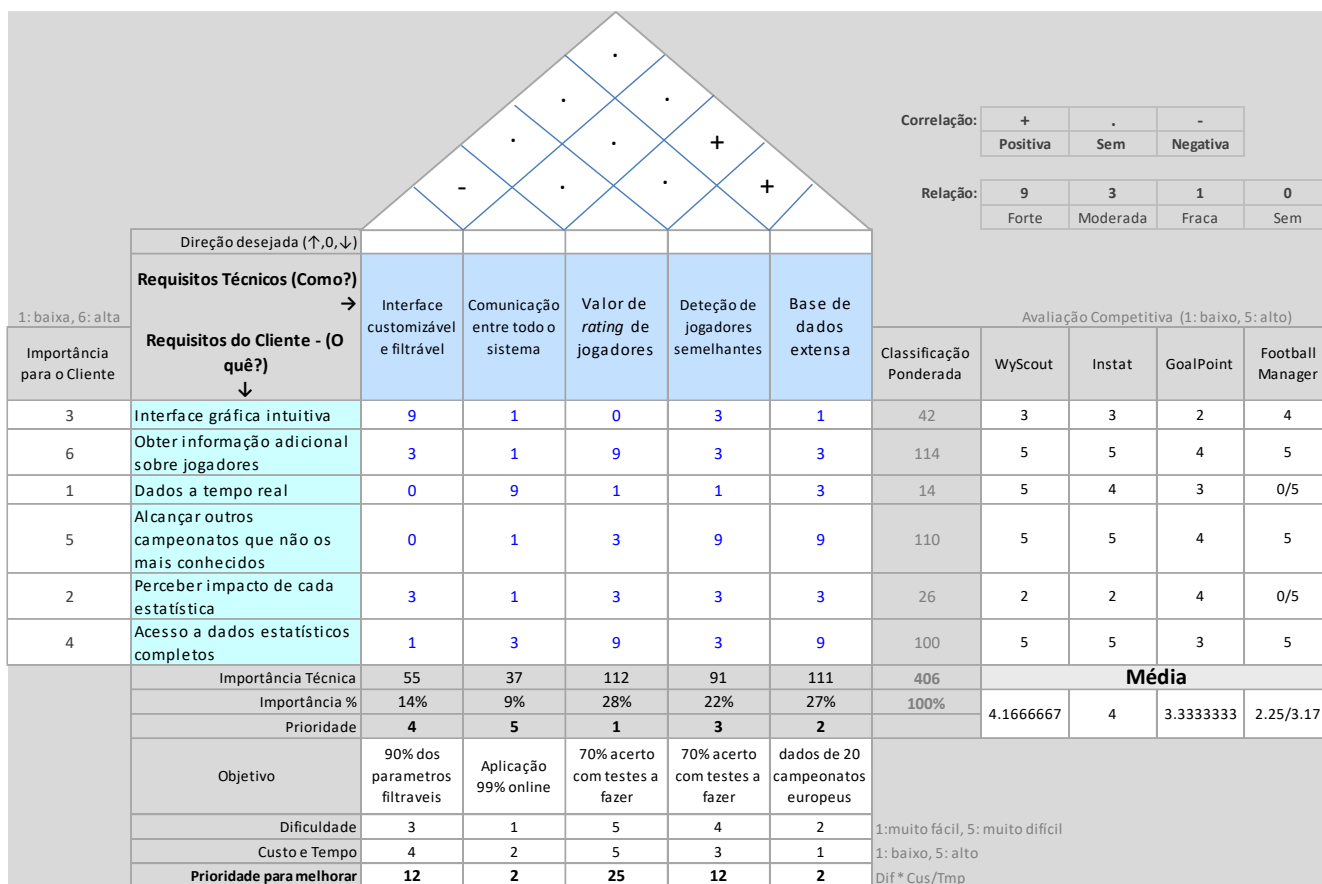 .
. .
. . +
- . . +
Correlação: + . -
Positiva Sem Negativa
Relação: 9 3 1 0
Forte Moderada Fraca Sem
Direção desejada (↑,0,↓)
1: baixa, 6: alta
Requisitos Técnicos (Como?)
→
Requisitos do Cliente - (O
quê?)
↓
Importância
para o Cliente
Interface
customizável
e filtrável
Comunicação
entre todo o
sistema
Valor de
rating de
jogadores
Deteção de
jogadores
semelhantes
Base de
dados
extensa
Classificação
Ponderada
Avaliação Competitiva (1: baixo, 5: alto)
WyScout
Instat
GoalPoint
Football
Manager
3 Interface gráfica intuitiva 9 1 0 3 1 42 3 3 2 4
6 Obter informação adicional
sobre jogadores 3 1 9 3 3 114 5 5 4 5
1 Dados a tempo real 0 9 1 1 3 14 5 4 3 0/5
5 Alcançar outros
campeonatos que não os
mais conhecidos 0 1 3 9 9 110 5 5 4 5
2 Perceber impacto de cada
estatística 3 1 3 3 3 26 2 2 4 0/5
4 Acesso a dados estatísticos
completos 1 3 9 3 9 100 5 5 3 5
Importância Técnica 55 37 112 91 111 406 Média
Importância % 14% 9% 28% 22% 27% 100%
4.1666667 4 3.3333333 2.25/3.17
Prioridade 4 5 1 3 2
Objetivo
90% dos
parametros
filtraveis
Aplicação
99% online
70% acerto
com testes a
fazer
70% acerto
com testes a
fazer
dados de 20
campeonatos
europeus
Dificuldade 3 1 5 4 2 1:muito fácil, 5: muito difícil
Custo e Tempo 4 2 5 3 1 1: baixo, 5: alto
Prioridade para melhorar 12 2 25 12 2 Dif * Cus/Tmp